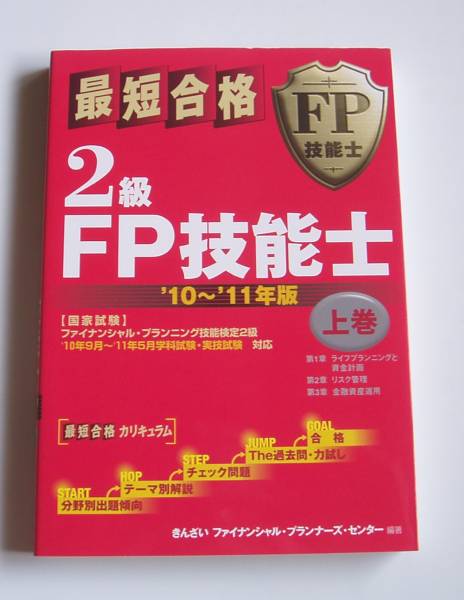 最短合格
FP
技能士
2級
FP技能士
'10～'11年版
【国家試験】
ファイナンシャル・プランニング技能検定2級
'10年9月～'11年5月学科試験・実技試験 対応
上巻
第1章 ライフプランニングと
資金計画
第2章 リスク管理
第3章 金融資産運用
最短合格 カリキュラム
GOAL
合格
JUMP
The過去問・力試し
STEP
チェック問題
HOP
テーマ別解説
START
分野別出題傾向
きんざい ファイナンシャル・プランナーズ・センター 編著